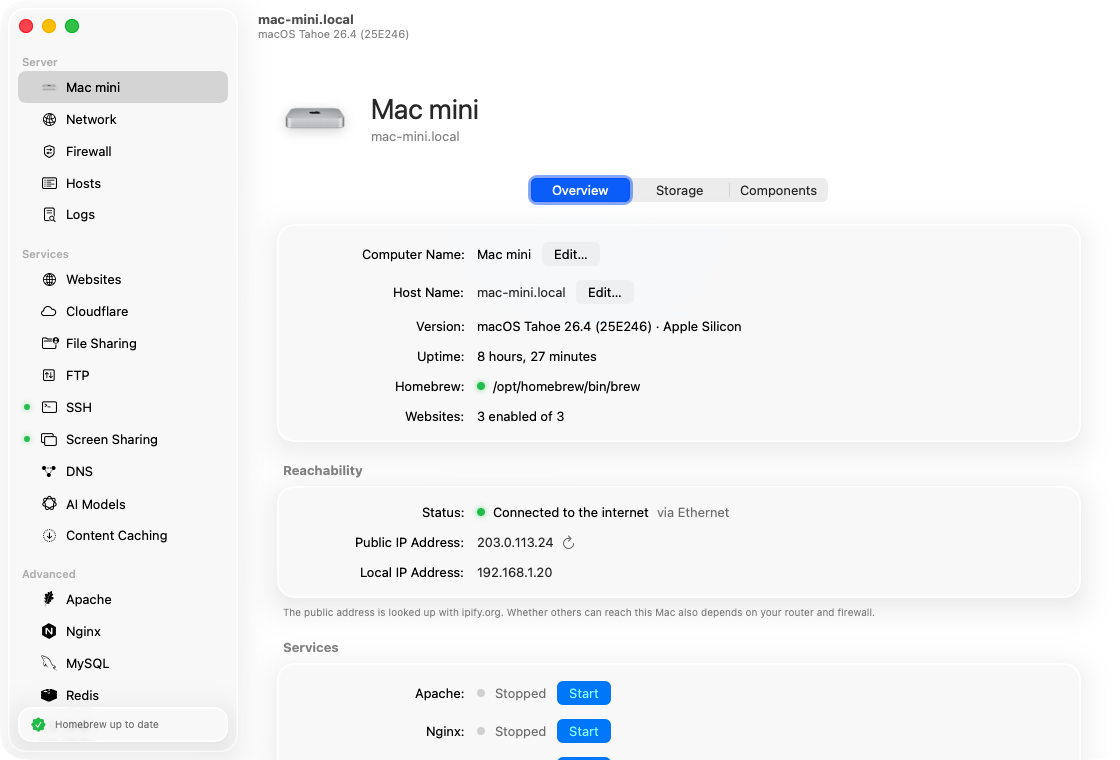 mac-mini.local
macOS Tahoe 26.4 (25E246)
Server
Mac mini
Network
Firewall
Hosts
Logs
Services
Websites
Cloudflare
File Sharing
FTP
SSH
Screen Sharing
DNS
AI Models
Content Caching
Advanced
Apache
Nginx
MySQL
Redis
Homebrew up to date
Mac mini
mac-mini.local
Overview Storage Components
Computer Name: Mac mini Edit...
Host Name: mac-mini.local Edit...
Version: macOS Tahoe 26.4 (25E246) · Apple Silicon
Uptime: 8 hours, 27 minutes
Homebrew: /opt/homebrew/bin/brew
Websites: 3 enabled of 3
Reachability
Status: Connected to the internet via Ethernet
Public IP Address: 203.0.113.24
Local IP Address: 192.168.1.20
The public address is looked up with ipify.org. Whether others can reach this Mac also depends on your router and firewall.
Services
Apache: Stopped Start
Nginx: Stopped Start